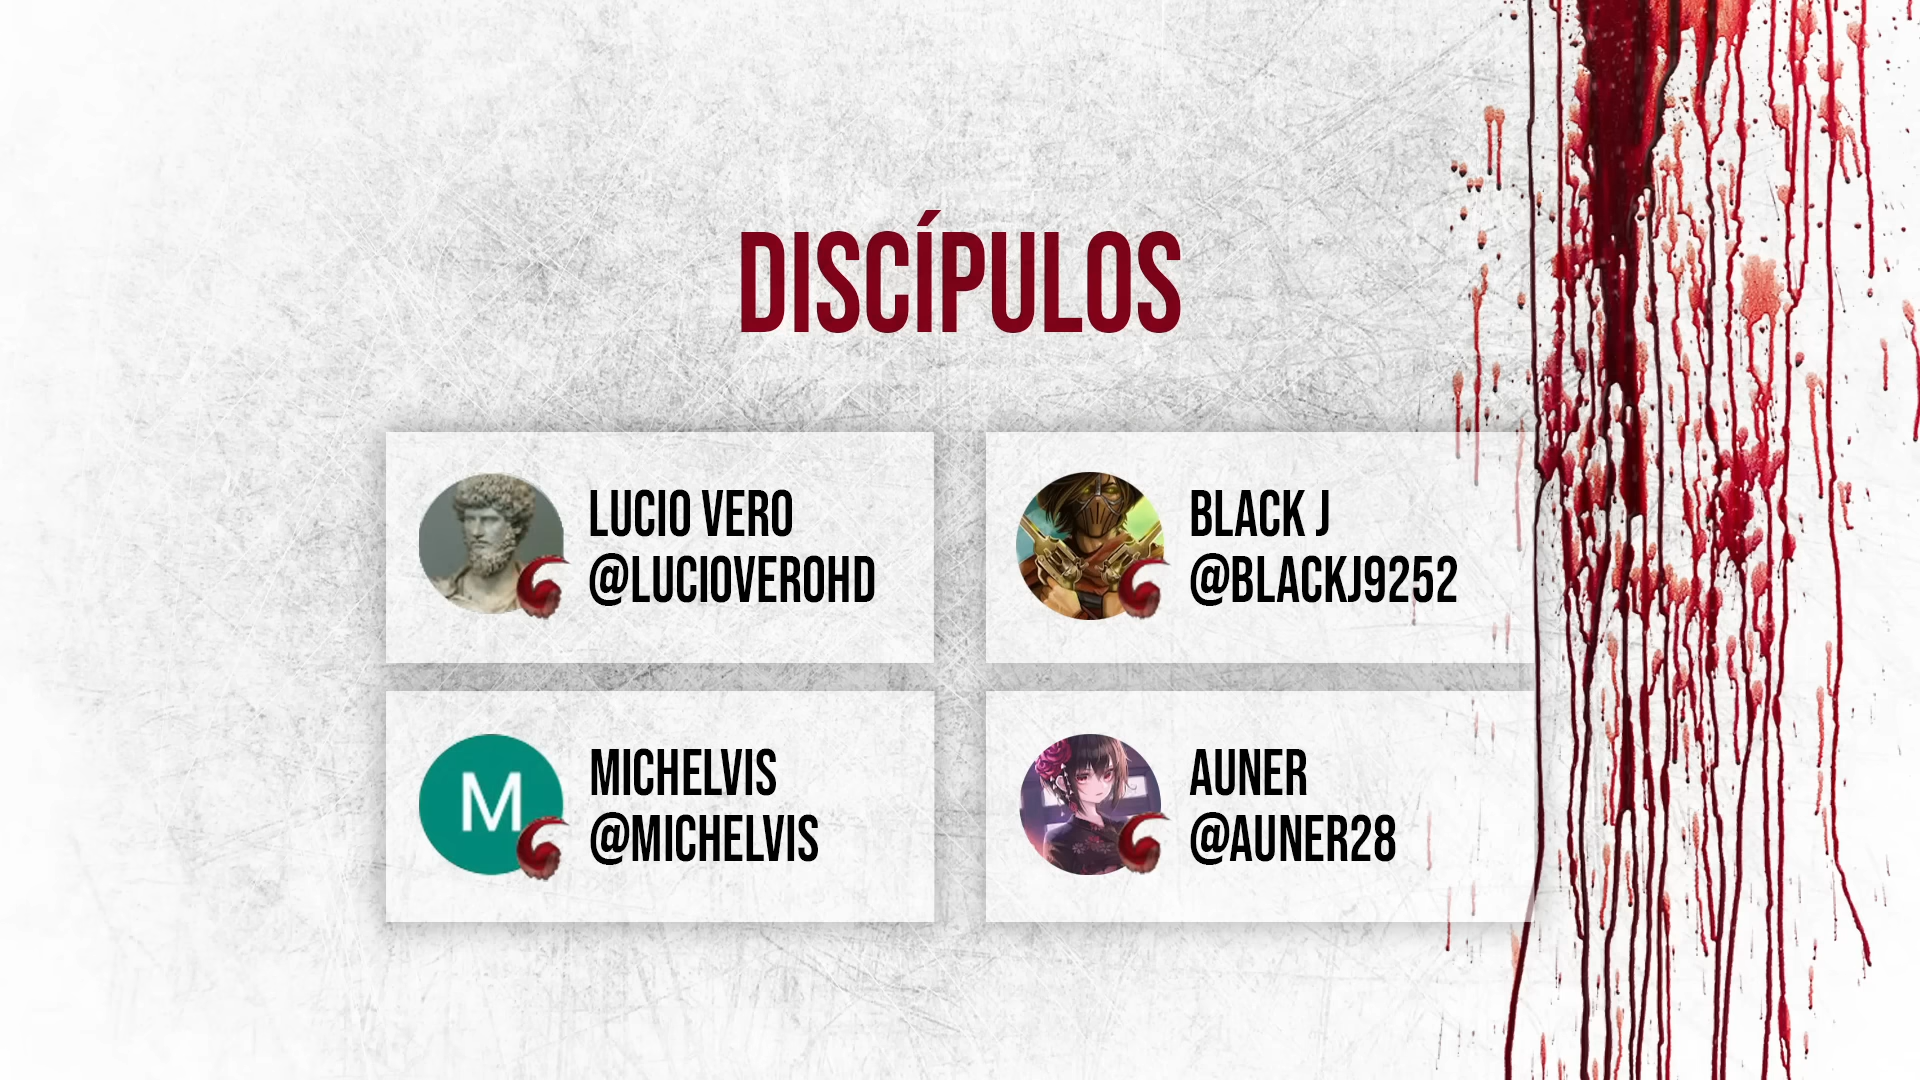 DISCÍPULOS
LUCIO VERO
@LUCIOVEROHD
BLACK J
@BLACKJ9252
M
MICHELVIS
@MICHELVIS
AUNER
@AUNER28